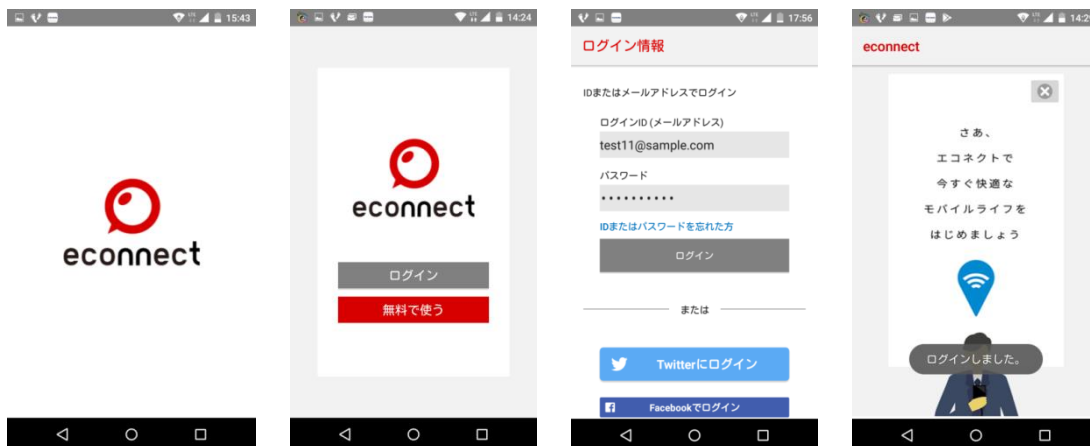 15:43
econnect
14:24
econnect
ログイン
無料で使う
17:56
ログイン情報
IDまたはメールアドレスでログイン
ログインID (メールアドレス)
test11@sample.com
パスワード
IDまたはパスワードを忘れた方
ログイン
または
Twitterにログイン
Facebookでログイン
econnect
さあ、
エコネクトで
今すぐ快適な
モバイルライフを
はじめましょう
ログインしました。